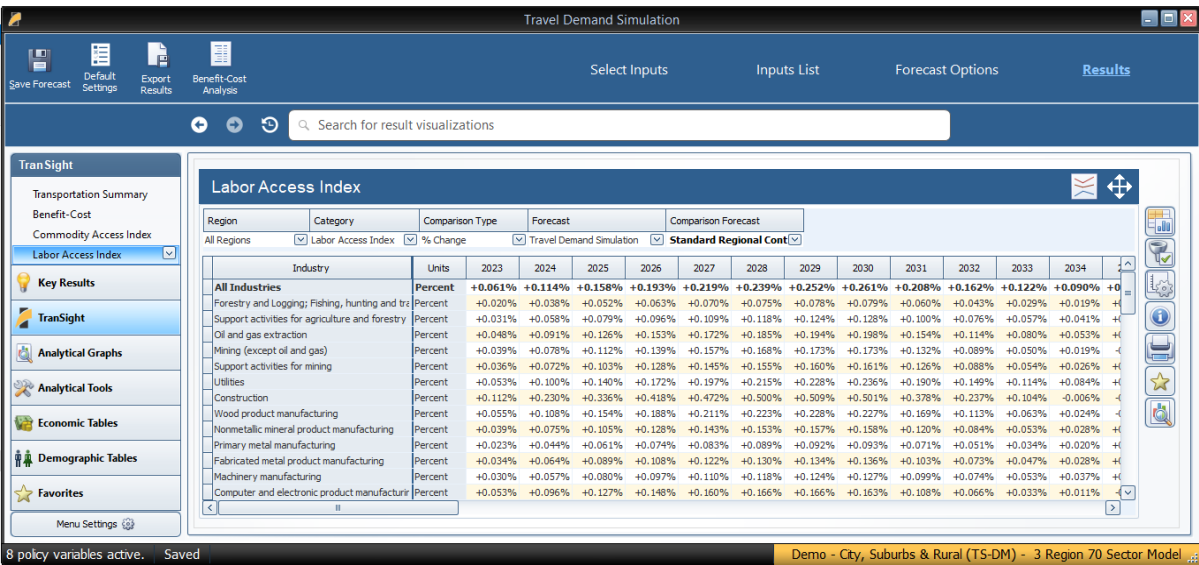 Travel Demand Simulation
Save Forecast
Default Settings
Export Results
Benefit-Cost Analysis
Select Inputs
Inputs List
Forecast Options
Results
Search for result visualizations
TranSight
Transportation Summary
Benefit-Cost
Commodity Access Index
Labor Access Index
Key Results
TranSight
Analytical Graphs
Analytical Tools
Economic Tables
Demographic Tables
Favorites
Menu Settings
Labor Access Index
Region Category Comparison Type Forecast Comparison Forecast
All Regions Labor Access Index % Change Travel Demand Simulation Standard Regional Cont
Industry Units 2023 2024 2025 2026 2027 2028 2029 2030 2031 2032 2033 2034
All Industries Percent +0.061% +0.114% +0.158% +0.193% +0.219% +0.239% +0.252% +0.261% +0.208% +0.162% +0.122% +0.090% +0
Forestry and Logging; Fishing, hunting and tra Percent +0.020% +0.038% +0.052% +0.063% +0.070% +0.075% +0.078% +0.079% +0.060% +0.043% +0.029% +0.019%
Support activities for agriculture and forestry Percent +0.031% +0.058% +0.079% +0.096% +0.109% +0.118% +0.124% +0.128% +0.100% +0.076% +0.057% +0.041%
Oil and gas extraction Percent +0.048% +0.091% +0.126% +0.153% +0.172% +0.185% +0.194% +0.198% +0.154% +0.114% +0.080% +0.053%
Mining (except oil and gas) Percent +0.039% +0.078% +0.112% +0.139% +0.157% +0.168% +0.173% +0.173% +0.132% +0.089% +0.050% +0.019%
Support activities for mining Percent +0.036% +0.072% +0.103% +0.128% +0.145% +0.155% +0.160% +0.161% +0.126% +0.088% +0.054% +0.026%
Utilities Percent +0.053% +0.100% +0.140% +0.172% +0.197% +0.215% +0.228% +0.236% +0.190% +0.149% +0.114% +0.084%
Construction Percent +0.112% +0.230% +0.336% +0.418% +0.472% +0.500% +0.509% +0.501% +0.378% +0.237% +0.104% -0.006%
Wood product manufacturing Percent +0.055% +0.108% +0.154% +0.188% +0.211% +0.223% +0.228% +0.227% +0.169% +0.113% +0.063% +0.024%
Nonmetallic mineral product manufacturing Percent +0.039% +0.075% +0.105% +0.128% +0.143% +0.153% +0.157% +0.158% +0.120% +0.084% +0.053% +0.028%
Primary metal manufacturing Percent +0.023% +0.044% +0.061% +0.074% +0.083% +0.089% +0.092% +0.093% +0.071% +0.051% +0.034% +0.020%
Fabricated metal product manufacturing Percent +0.034% +0.064% +0.089% +0.108% +0.122% +0.130% +0.134% +0.136% +0.103% +0.073% +0.047% +0.028%
Machinery manufacturing Percent +0.030% +0.057% +0.080% +0.097% +0.110% +0.118% +0.124% +0.127% +0.099% +0.074% +0.053% +0.037%
Computer and electronic product manufacturir Percent +0.053% +0.096% +0.127% +0.148% +0.160% +0.166% +0.166% +0.163% +0.108% +0.066% +0.033% +0.011%
8 policy variables active. Saved
Demo - City, Suburbs & Rural (TS-DM) - 3 Region 70 Sector Model